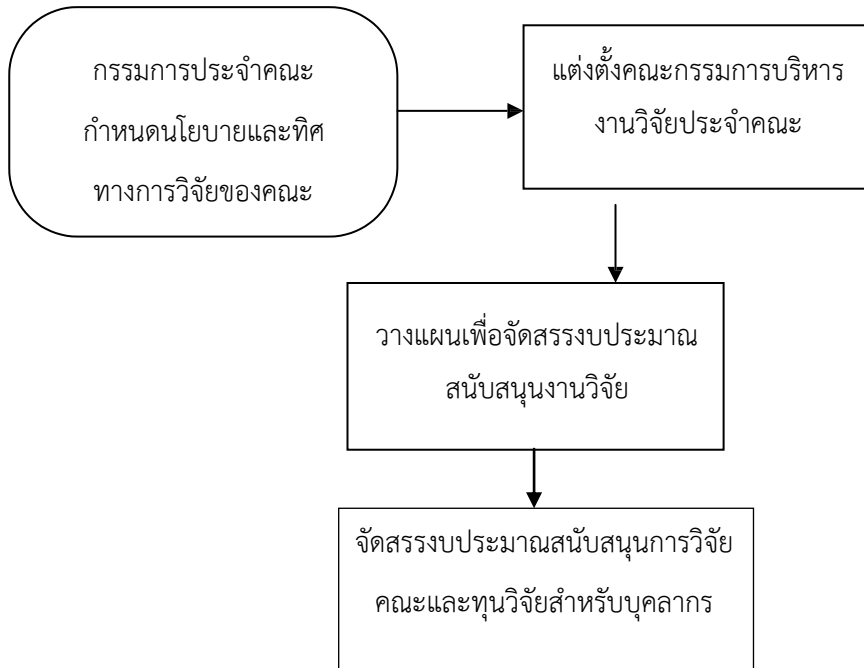 กรรมการประจำคณะ
กำหนดนโยบายและทิศ
ทางการวิจัยของคณะ
แต่งตั้งคณะกรรมการบริหาร
งานวิจัยประจำคณะ
วางแผนเพื่อจัดสรรงบประมาณ
สนับสนุนงานวิจัย
จัดสรรงบประมาณสนับสนุนการวิจัย
คณะและทุนวิจัยสำหรับบุคลากร